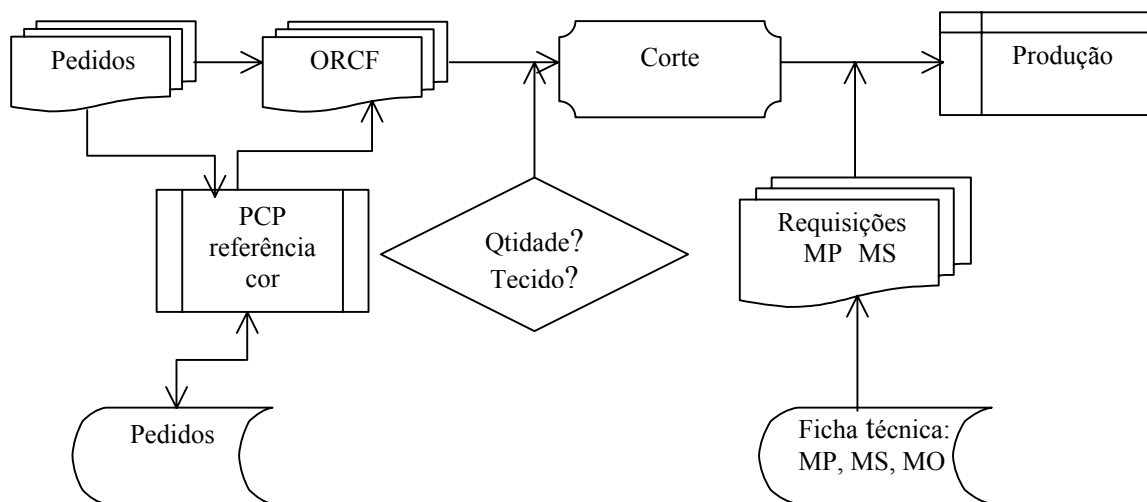 Pedidos
ORCF
Corte
Produção
PCP
referência
cor
Qtidade?
Tecido?
Requisições
MP MS
Pedidos
Ficha técnica:
MP, MS, MO